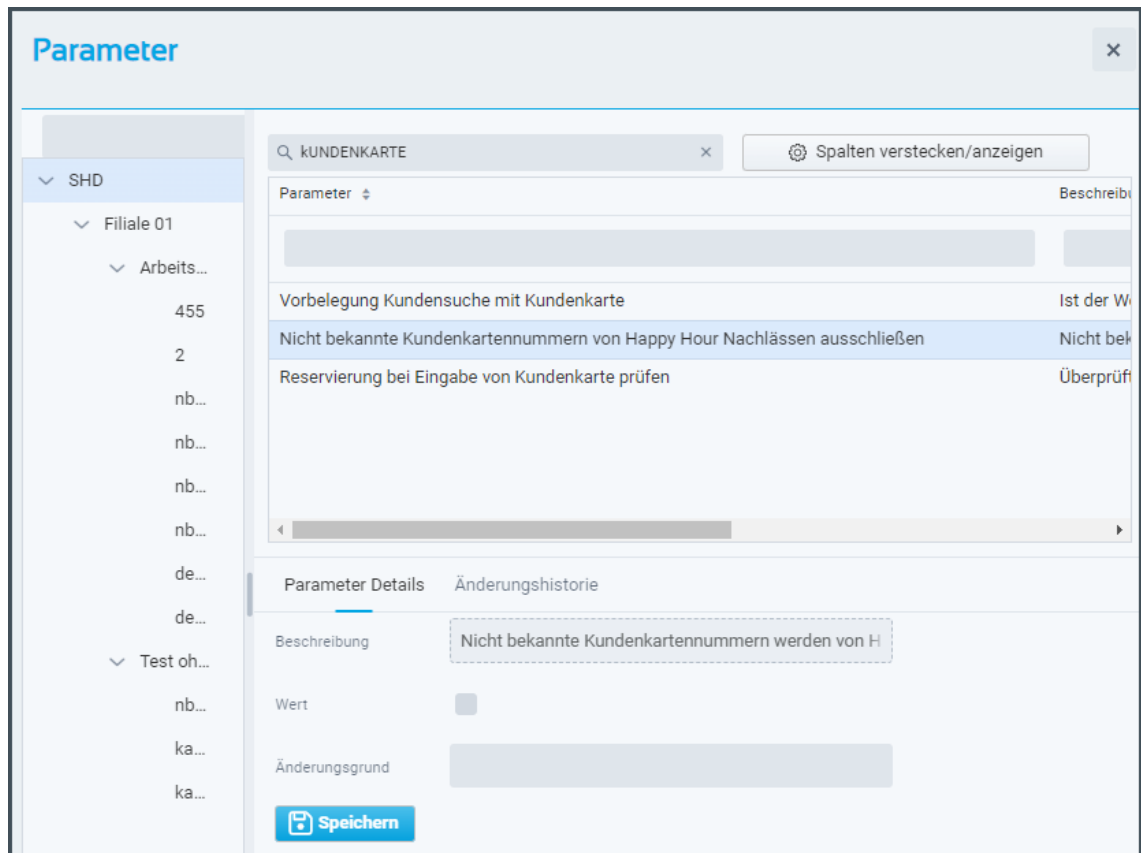 Parameter
kUNDENKARTE
Spalten verstecken/anzeigen
SHD
Filiale 01
Arbeits...
455
2
nb...
nb...
nb...
nb...
de...
de...
Test oh...
nb...
ka...
ka...
Parameter
Beschreibu
Vorbelegung Kundensuche mit Kundenkarte
Ist der We
Nicht bekannte Kundenkartennummern von Happy Hour Nachlässen ausschließen
Nicht bek
Reservierung bei Eingabe von Kundenkarte prüfen
Überprüft
Parameter Details
Änderungshistorie
Beschreibung
Nicht bekannte Kundenkartennummern werden von H
Wert
Änderungsgrund
Speichern